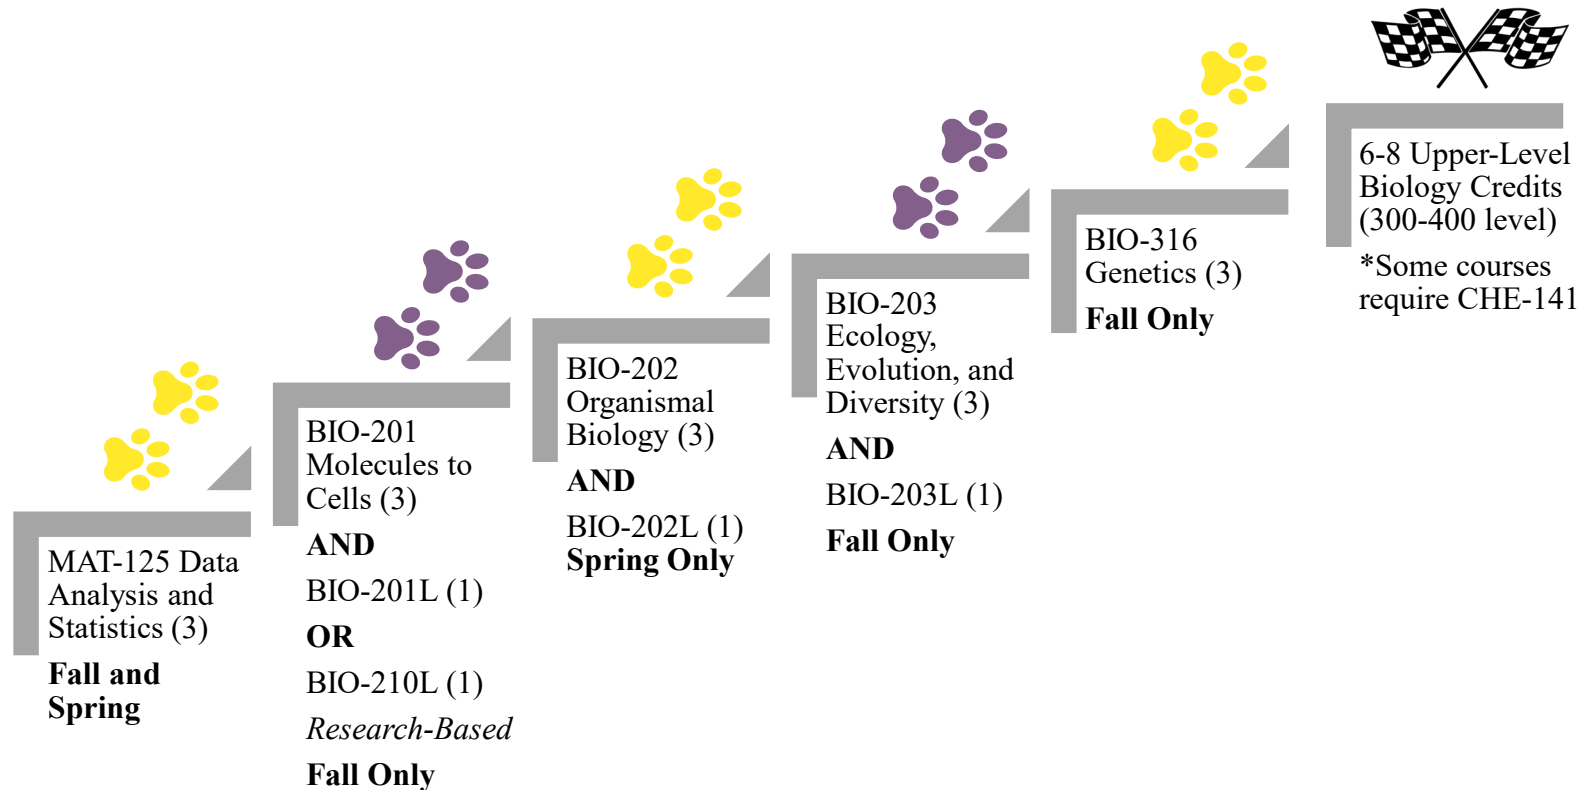 MAT-125 Data
Analysis and
Statistics (3)
Fall and
Spring
BIO-201
Molecules to
Cells (3)
AND
BIO-201L (1)
OR
BIO-210L (1)
Research-Based
Fall Only
BIO-202
Organismal
Biology (3)
AND
BIO-202L (1)
Spring Only
BIO-203
Ecology,
Evolution, and
Diversity (3)
AND
BIO-203L (1)
Fall Only
BIO-316
Genetics (3)
Fall Only
6-8 Upper-Level
Biology Credits
(300-400 level)
*Some courses
require CHE-141